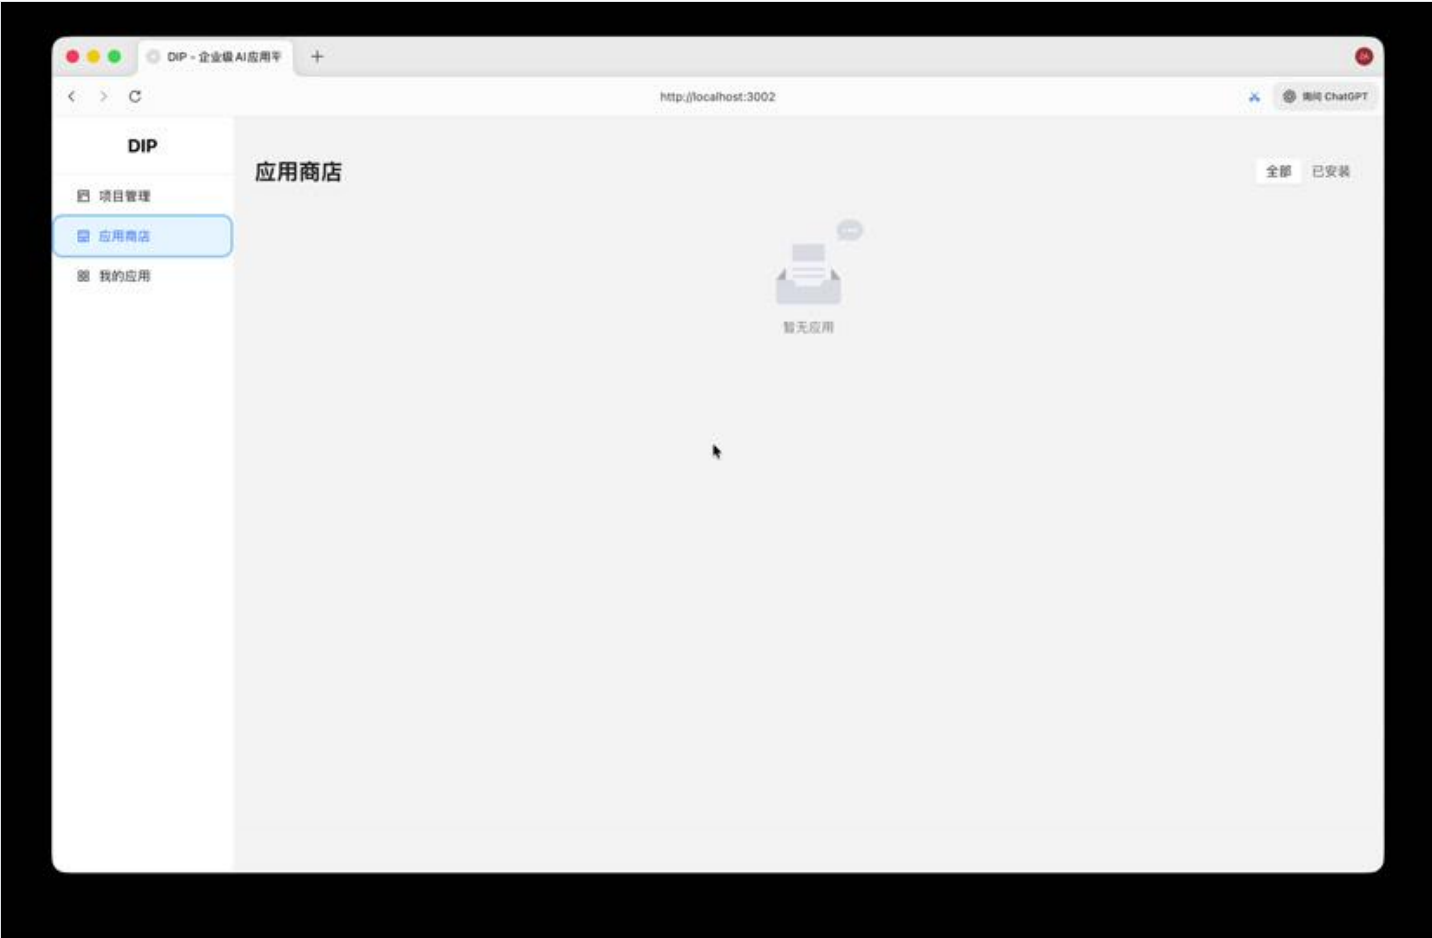 DIP - 企业级AI应用平
http://localhost:3002
询问 ChatGPT
DIP
应用商店
全部 已安装
项目管理
应用商店
我的应用
暂无应用